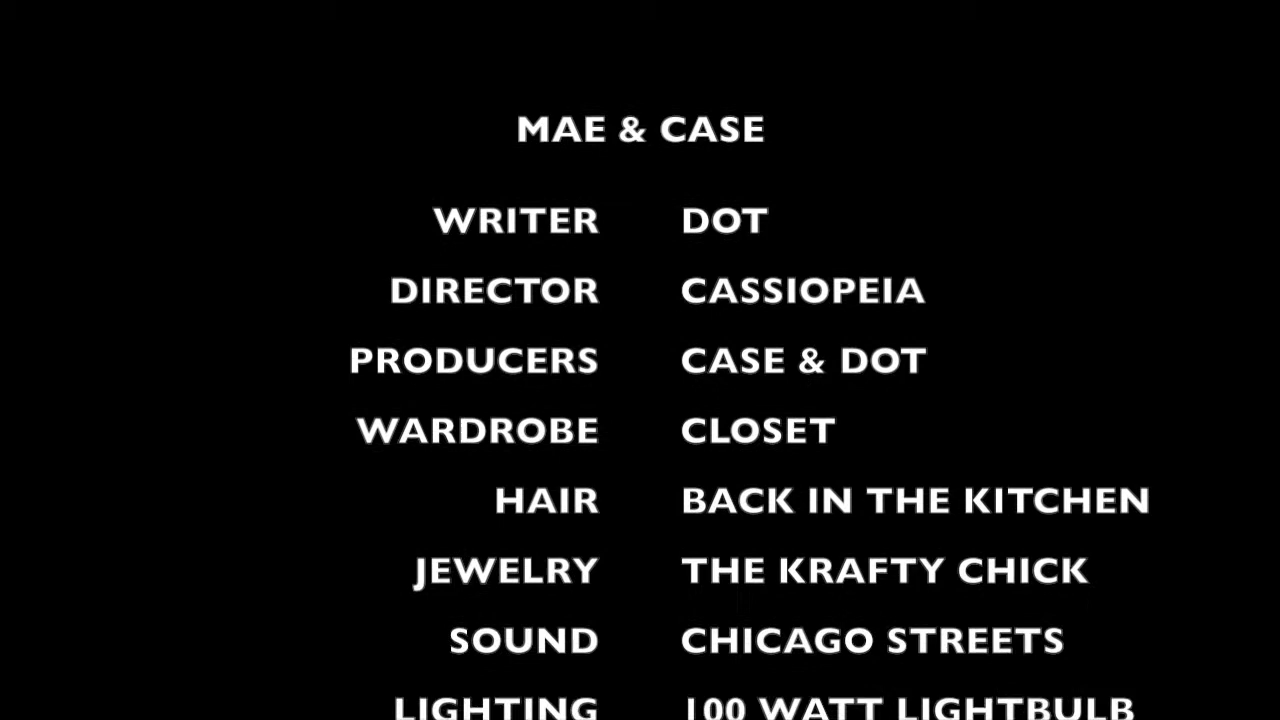 MAE & CASE
WRITER DOT
DIRECTOR CASSIOPEIA
PRODUCERS CASE & DOT
WARDROBE CLOSET
HAIR BACK IN THE KITCHEN
JEWELRY THE KRAFTY CHICK
SOUND CHICAGO STREETS
LIGHTING 100 WATT LIGHTBULB